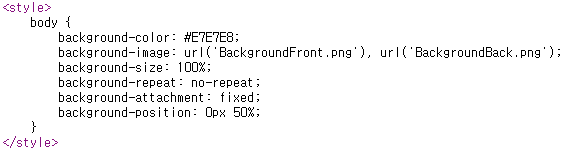 <style>
body {
background-color: #E7E7E8;
background-image: url('BackgroundFront.png'), url('BackgroundBack.png');
background-size: 100%;
background-repeat: no-repeat;
background-attachment: fixed;
background-position: 0px 50%;
}
</style>